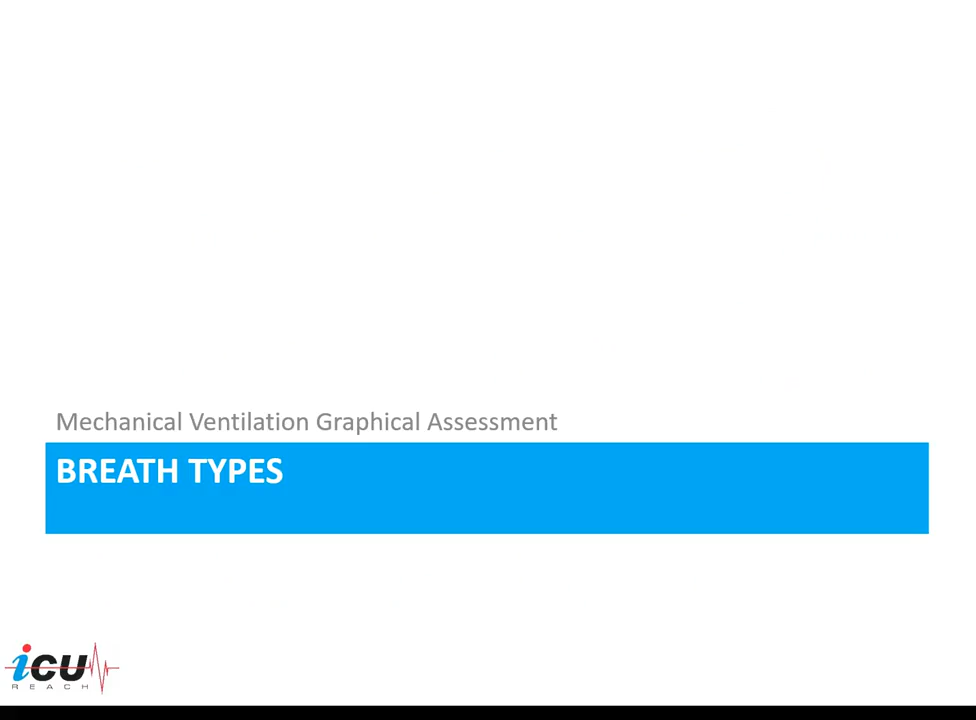 Mechanical Ventilation Graphical Assessment
BREATH TYPES
iCU
REACH